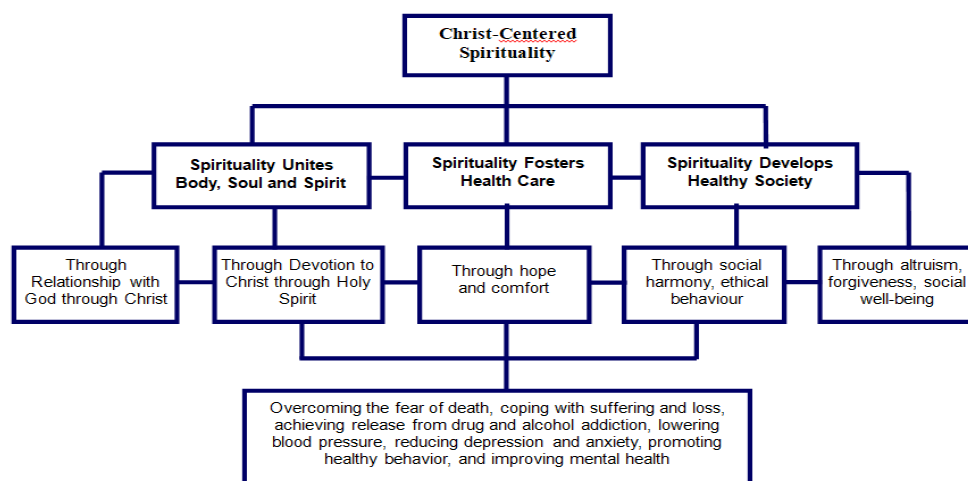 Christ-Centered
Spirituality
Spirituality Unites
Body, Soul and Spirit
Spirituality Fosters
Health Care
Spirituality Develops
Healthy Society
Through
Relationship with
God through Christ
Through Devotion to
Christ through Holy
Spirit
Through hope
and comfort
Through social
harmony, ethical
behaviour
Through altruism,
forgiveness, social
well-being
Overcoming the fear of death, coping with suffering and loss,
achieving release from drug and alcohol addiction, lowering
blood pressure, reducing depression and anxiety, promoting
healthy behavior, and improving mental health